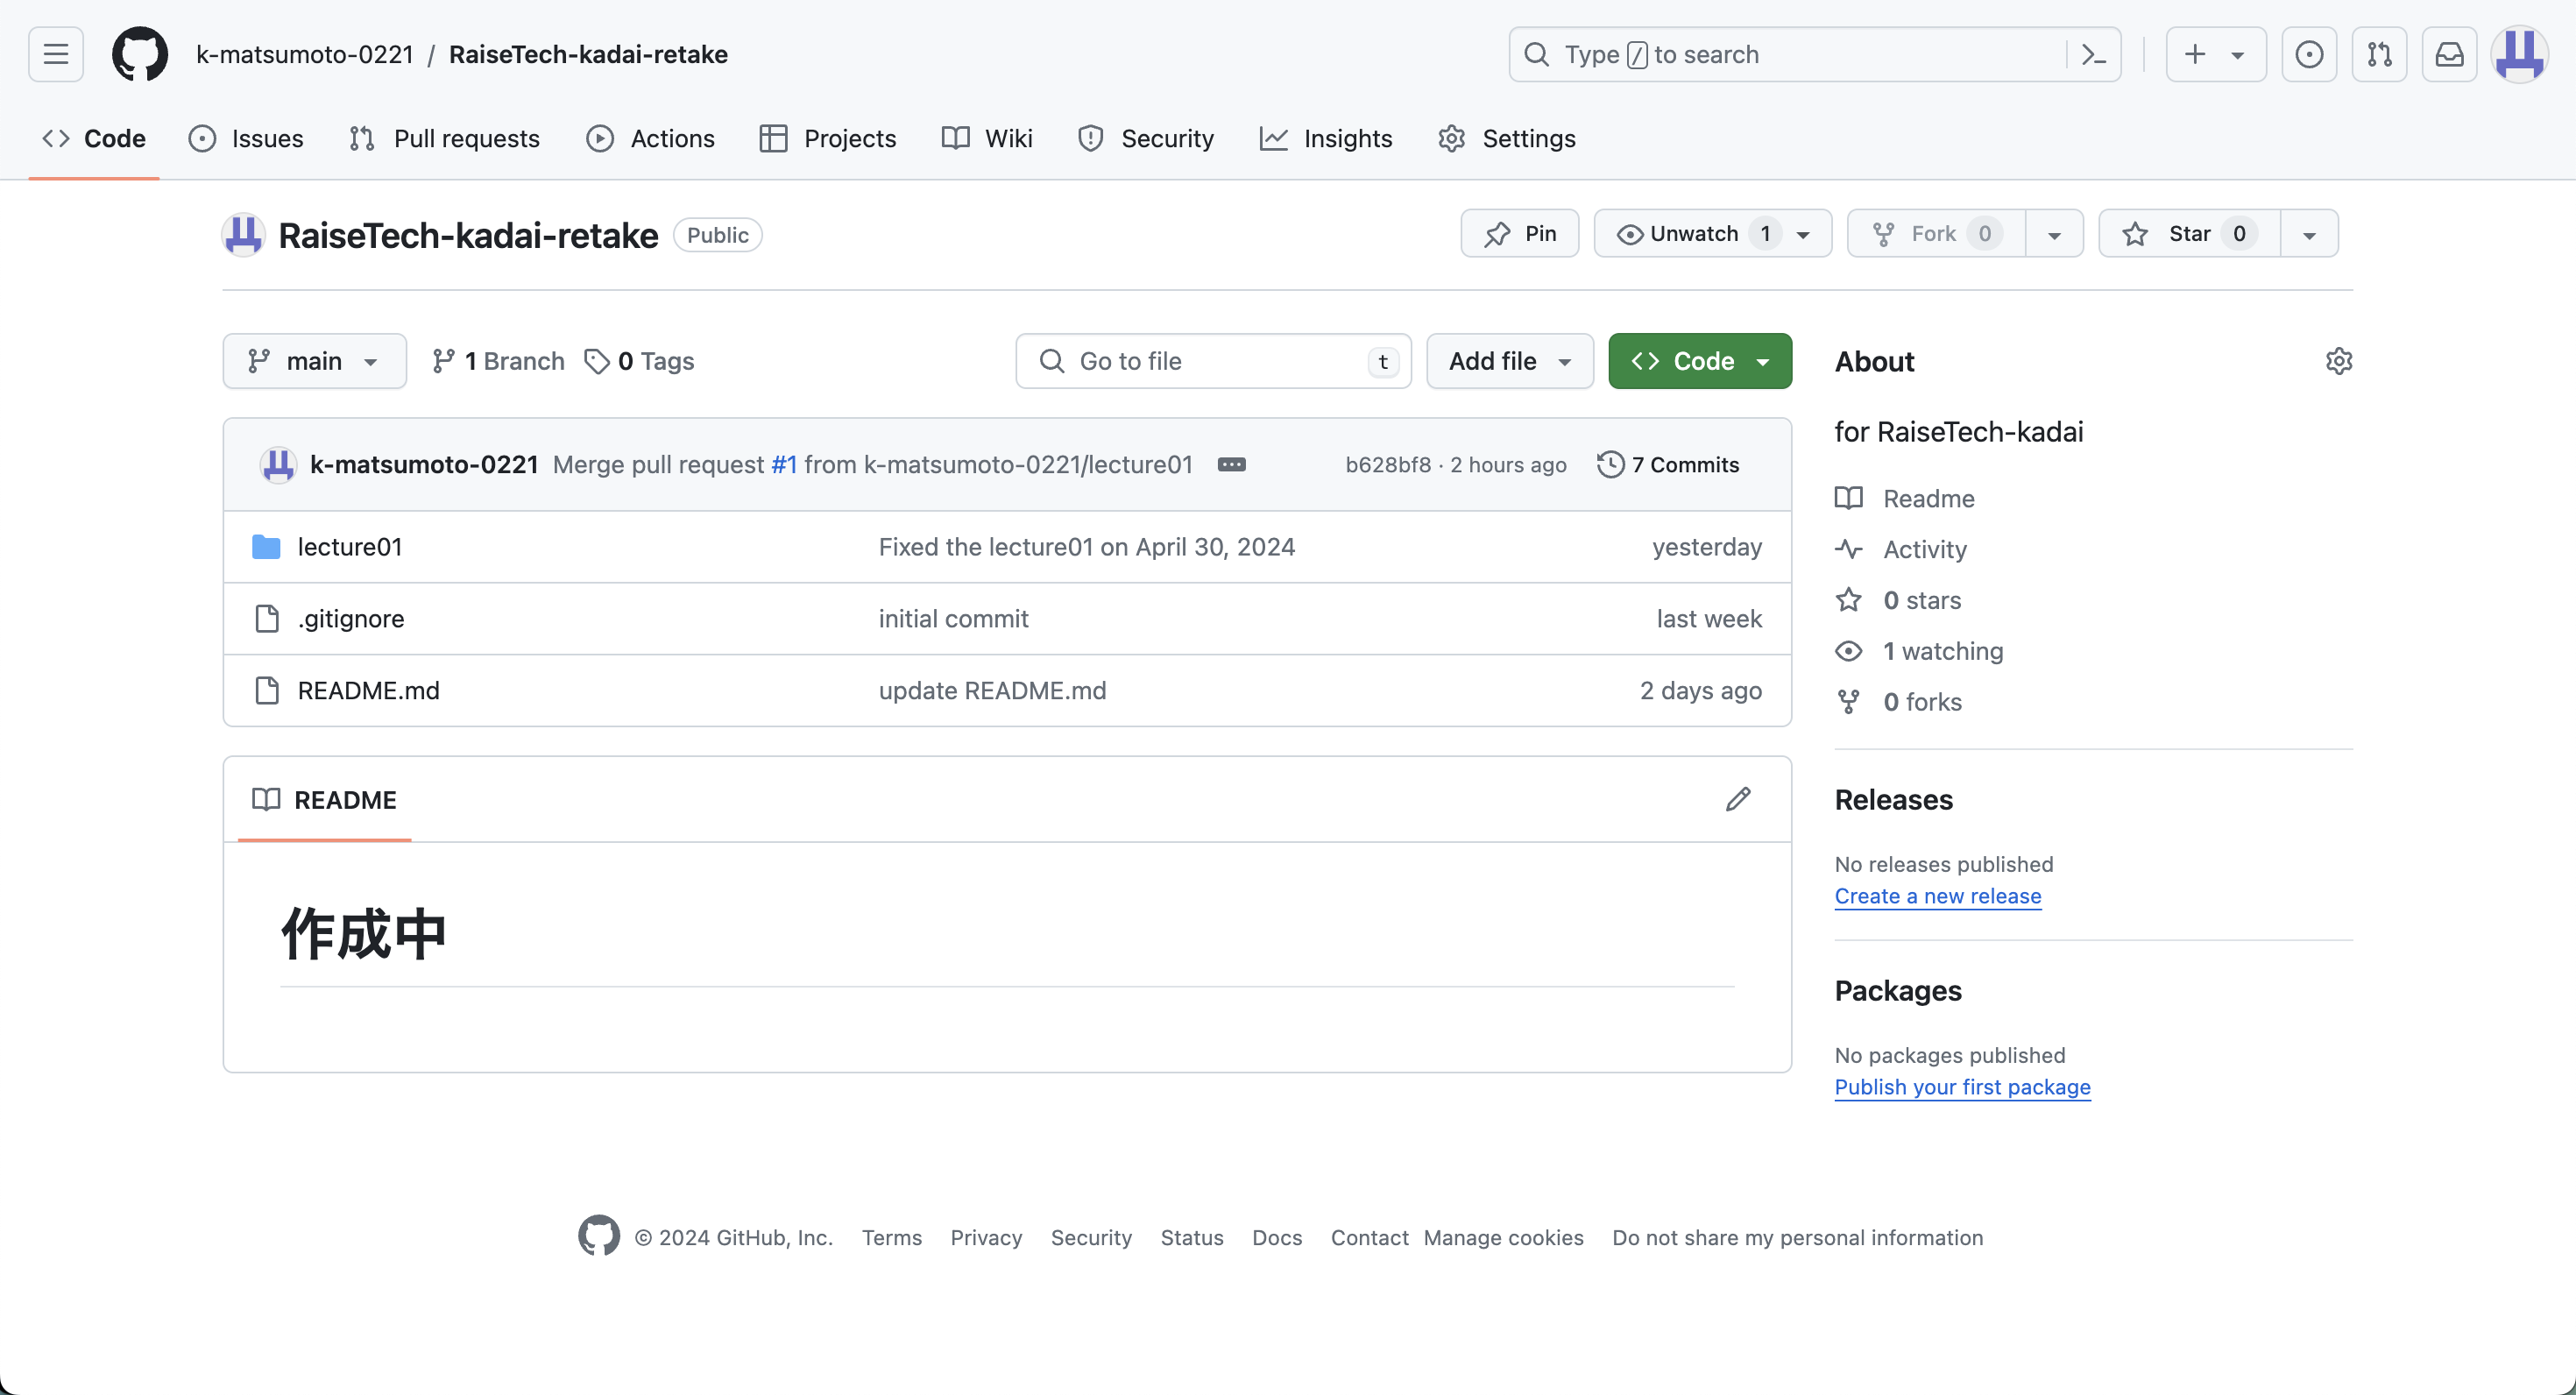 k-matsumoto-0221 / RaiseTech-kadai-retake
Type / to search
Code Issues Pull requests Actions Projects Wiki Security Insights Settings
RaiseTech-kadai-retake Public
Pin Unwatch 1 Fork 0 Star 0
main 1 Branch 0 Tags
Go to file t Add file Code
k-matsumoto-0221 Merge pull request #1 from k-matsumoto-0221/lecture01 b628bf8 · 2 hours ago 7 Commits
lecture01 Fixed the lecture01 on April 30, 2024 yesterday
.gitignore initial commit last week
README.md update README.md 2 days ago
README
作成中
About
for RaiseTech-kadai
Readme
Activity
0 stars
1 watching
0 forks
Releases
No releases published
Create a new release
Packages
No packages published
Publish your first package
© 2024 GitHub, Inc. Terms Privacy Security Status Docs Contact Manage cookies Do not share my personal information